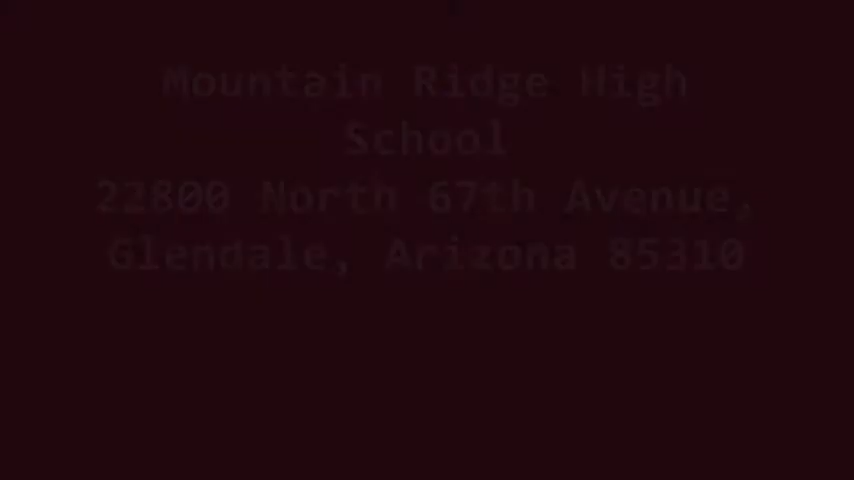 Mountain Ridge High
School
22800 North 67th Avenue,
Glendale, Arizona 85310